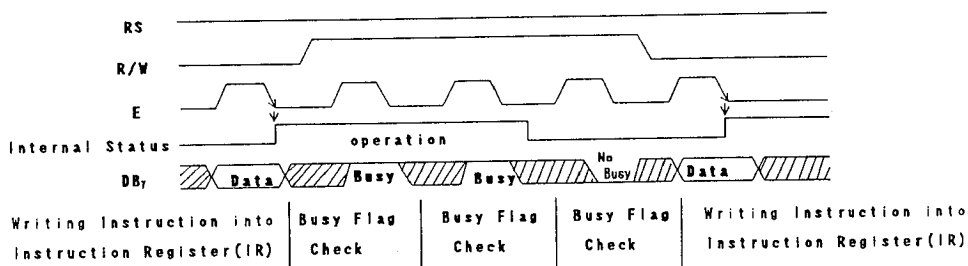 RS
R/W
E
Internal Status
operation
DB₇
Data
Busy
Busy
No
Busy
Data
Writing Instruction into
Instruction Register(IR)
Busy Flag
Check
Busy Flag
Check
Busy Flag
Check
Writing Instruction into
Instruction Register(IR)